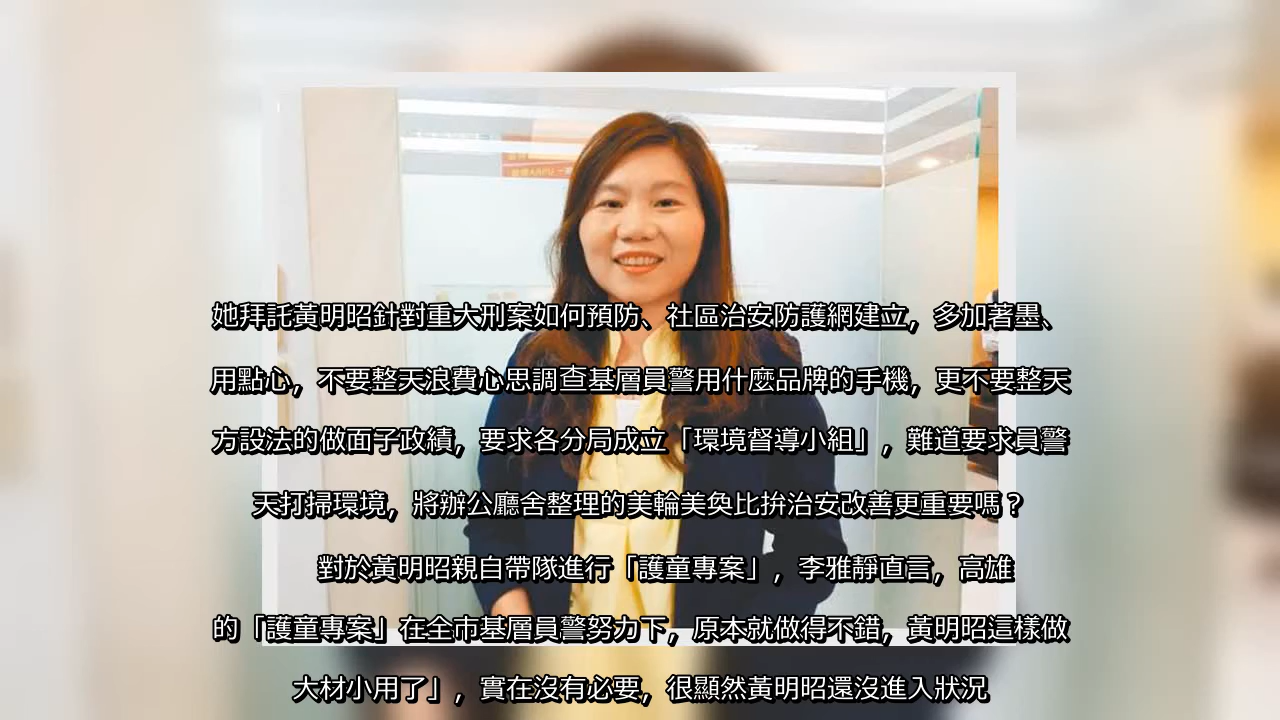 她拜託黃明昭針對重大刑案如何預防、社區治安防護網建立，多加著墨、
用點心，不要整天浪費心思調查基層員警用什麼品牌的手機，更不要整天
方設法的做面子政績，要求各分局成立「環境督導小組」，難道要求員警
天打掃環境，將辦公廳舍整理的美輪美奐比拚治安改善更重要嗎？
對於黃明昭親自帶隊進行「護童專案」，李雅靜直言，高雄
的「護童專案」在全市基層員警努力下，原本就做得不錯，黃明昭這樣做
大材小用了」，實在沒有必要，很顯然黃明昭還沒進入狀況